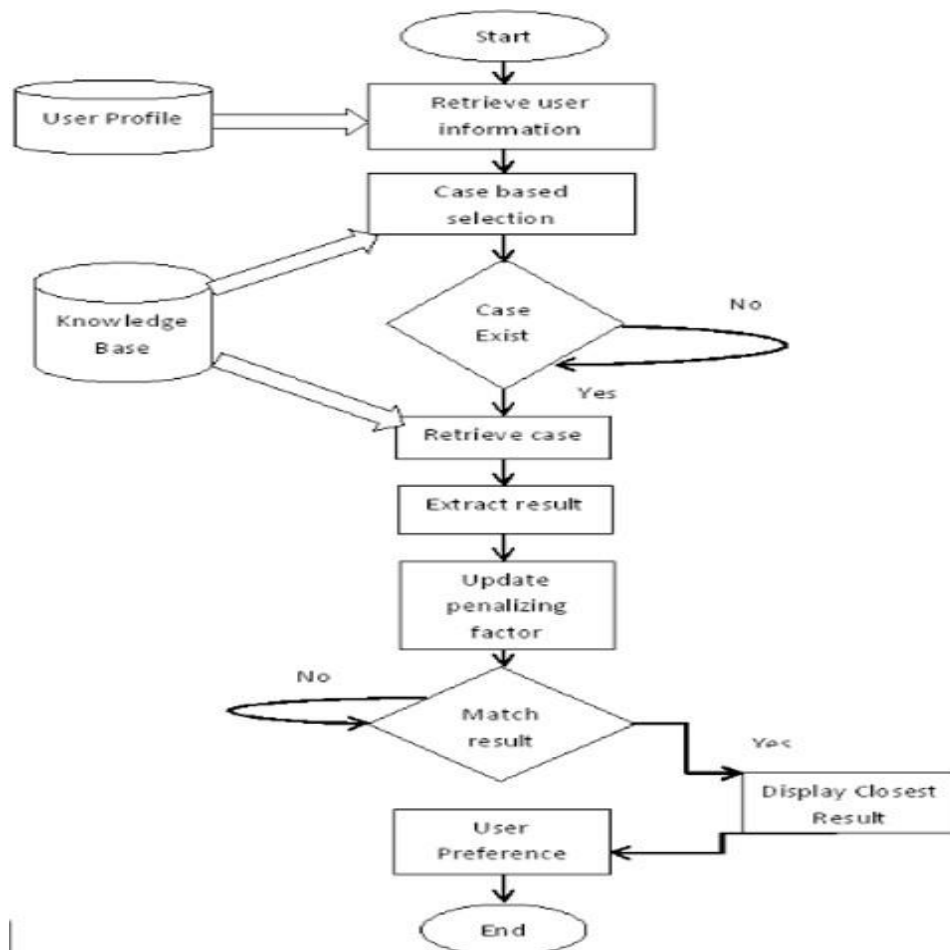 Start
User Profile
Retrieve user
information
Case based
selection
Knowledge
Base
Case
Exist
No
Yes
Retrieve case
Extract result
Update
penalizing
factor
No
Match
result
Yes
Display Closest
Result
User
Preference
End